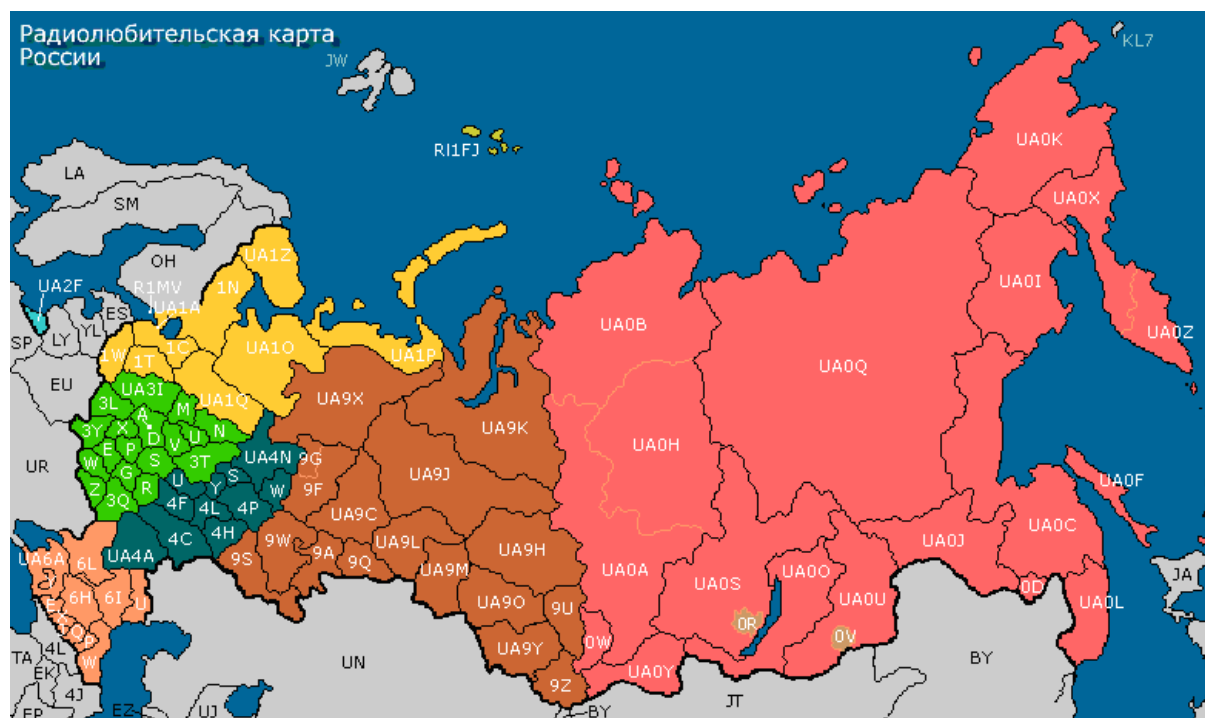 Радиолюбительская карта
России
JW
KL7
RI1FJ
UA0K
LA
UA0X
SM
UA1Z
OH
UA2F
R1MV
1N
UA0I
UA1A
ES
UA0B
YL
UA0Z
SP
LY
1C
UA1O
1W
1T
UA1P
UA0Q
EU
UA3I
UA1Q
UA9X
3L
A
M
UA9K
3Y
X
D
V
U
N
UA0H
E
P
UR
W
S
3T
UA4N
9G
G
U
S
UA9J
Z
3Q
R
Y
W
9F
UA0F
4F
4L
4P
UA9C
UA4A
4C
4H
9W
UA9L
UA9H
UA0J
UA0C
UA6A
6L
9S
9A
9Q
UA9M
UA0A
UA0S
UA0O
JA
0D
6H
6I
U
UA9O
9U
UA0U
UA0L
E
Q
P
0R
0V
4L
W
UA9Y
0W
TA
EK
UN
UA0Y
BY
4J
9Z
JT
EP
EZ
UJ
BY